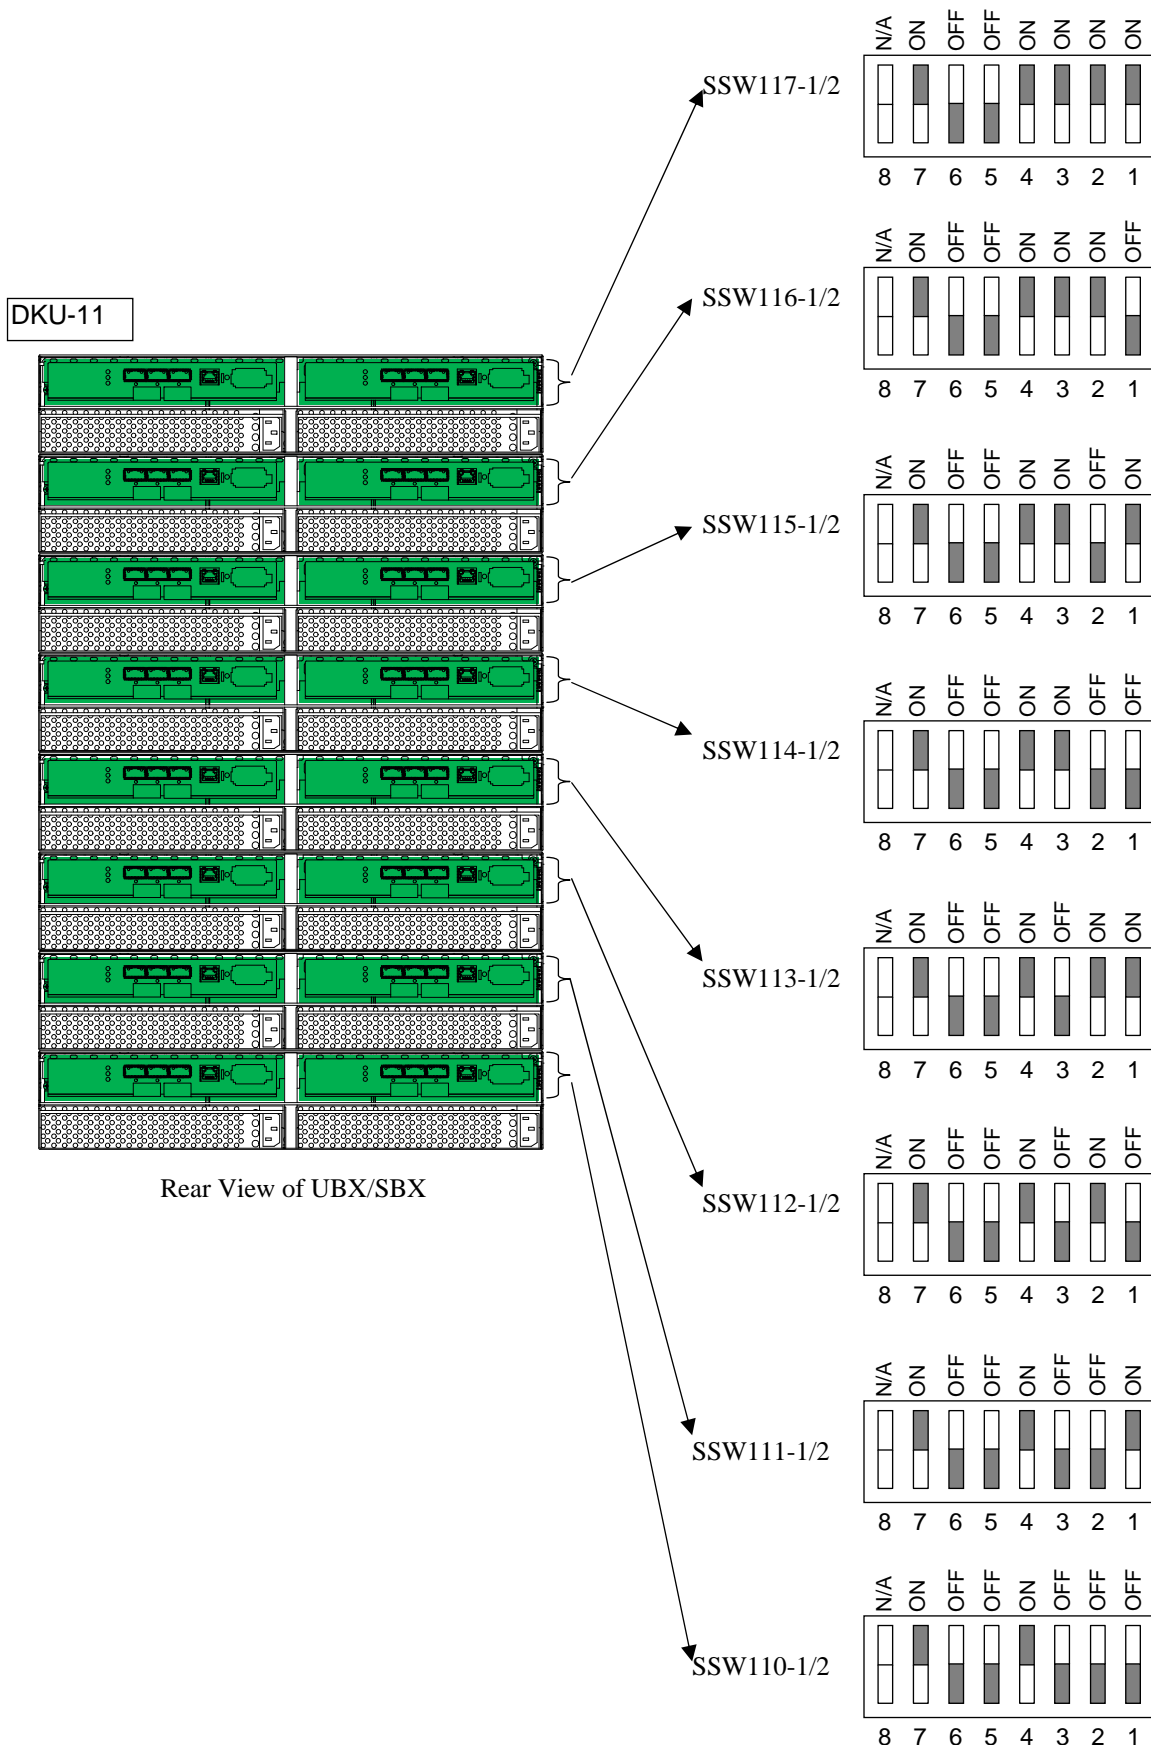 N/A ON OFF OFF ON ON ON ON
SSW117-1/2
8 7 6 5 4 3 2 1
N/A ON OFF OFF ON ON ON OFF
SSW116-1/2
8 7 6 5 4 3 2 1
DKU-11
N/A ON OFF OFF ON ON OFF ON
SSW115-1/2
8 7 6 5 4 3 2 1
N/A ON OFF OFF ON ON OFF OFF
SSW114-1/2
8 7 6 5 4 3 2 1
N/A ON OFF OFF ON OFF ON ON
SSW113-1/2
8 7 6 5 4 3 2 1
N/A ON OFF OFF ON OFF ON OFF
SSW112-1/2
8 7 6 5 4 3 2 1
Rear View of UBX/SBX
N/A ON OFF OFF ON OFF OFF ON
SSW111-1/2
8 7 6 5 4 3 2 1
N/A ON OFF OFF ON OFF OFF OFF
SSW110-1/2
8 7 6 5 4 3 2 1